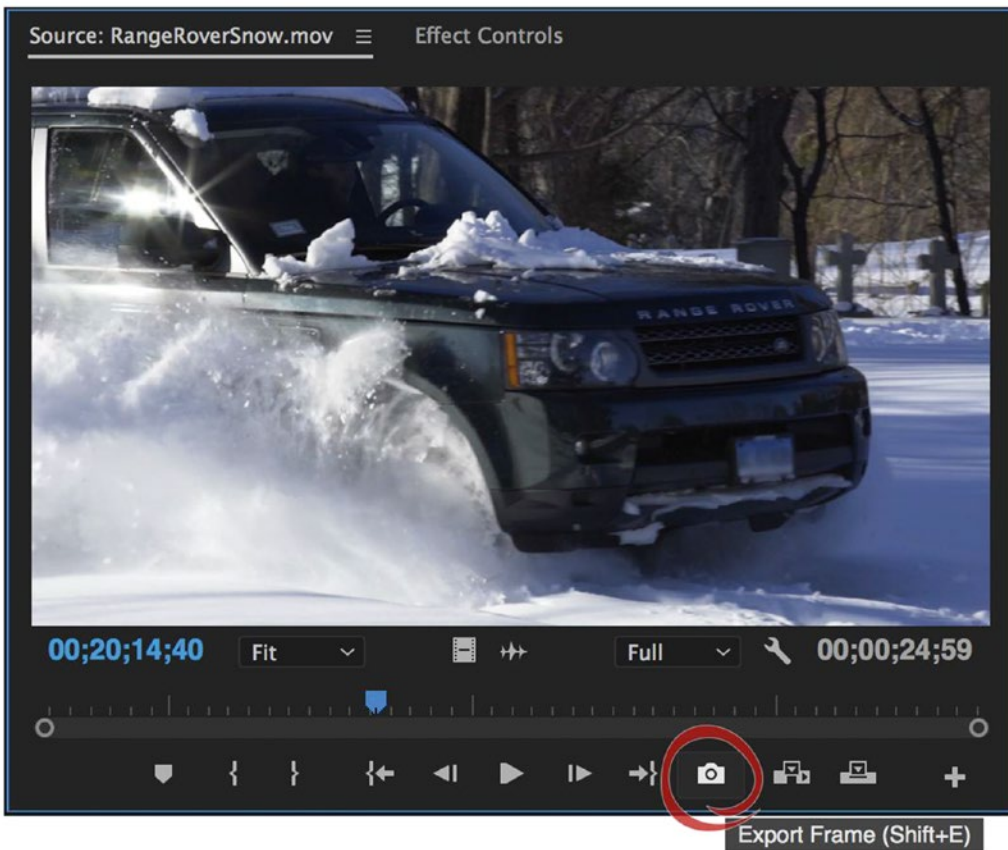 Source: RangeRoverSnow.mov
Effect Controls
RANGE ROVER
00;20;14;40
Fit
Full
00;00;24;59
Export Frame (Shift+E)